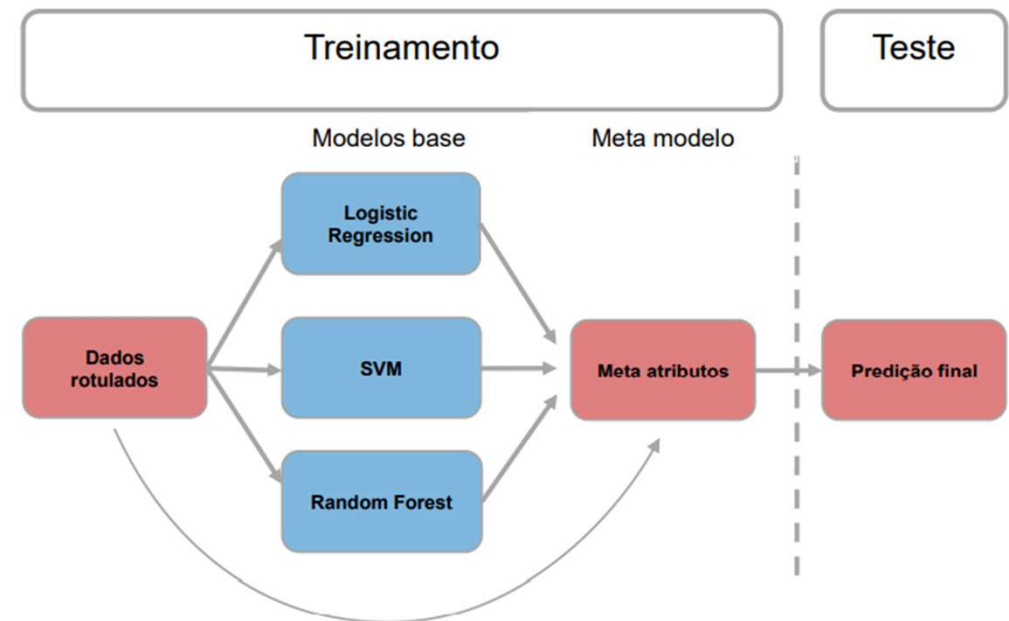 Treinamento
Teste
Modelos base
Meta modelo
Logistic
Regression
Dados
rotulados
SVM
Meta atributos
Predição final
Random Forest